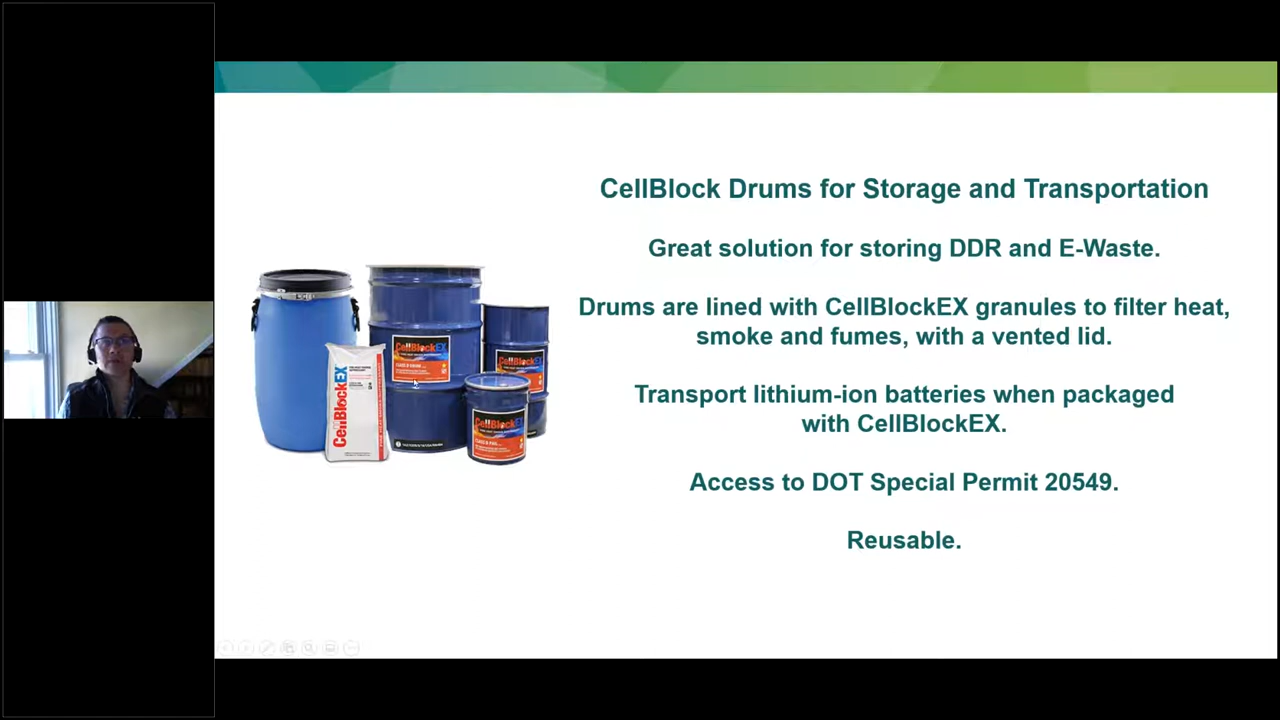 CellBlock Drums for Storage and Transportation
Great solution for storing DDR and E-Waste.
Drums are lined with CellBlockEX granules to filter heat,
smoke and fumes, with a vented lid.
Transport lithium-ion batteries when packaged
with CellBlockEX.
Access to DOT Special Permit 20549.
Reusable.
CellBlockEX
CellBlockEX
CellBlockEX
CellBlockEX